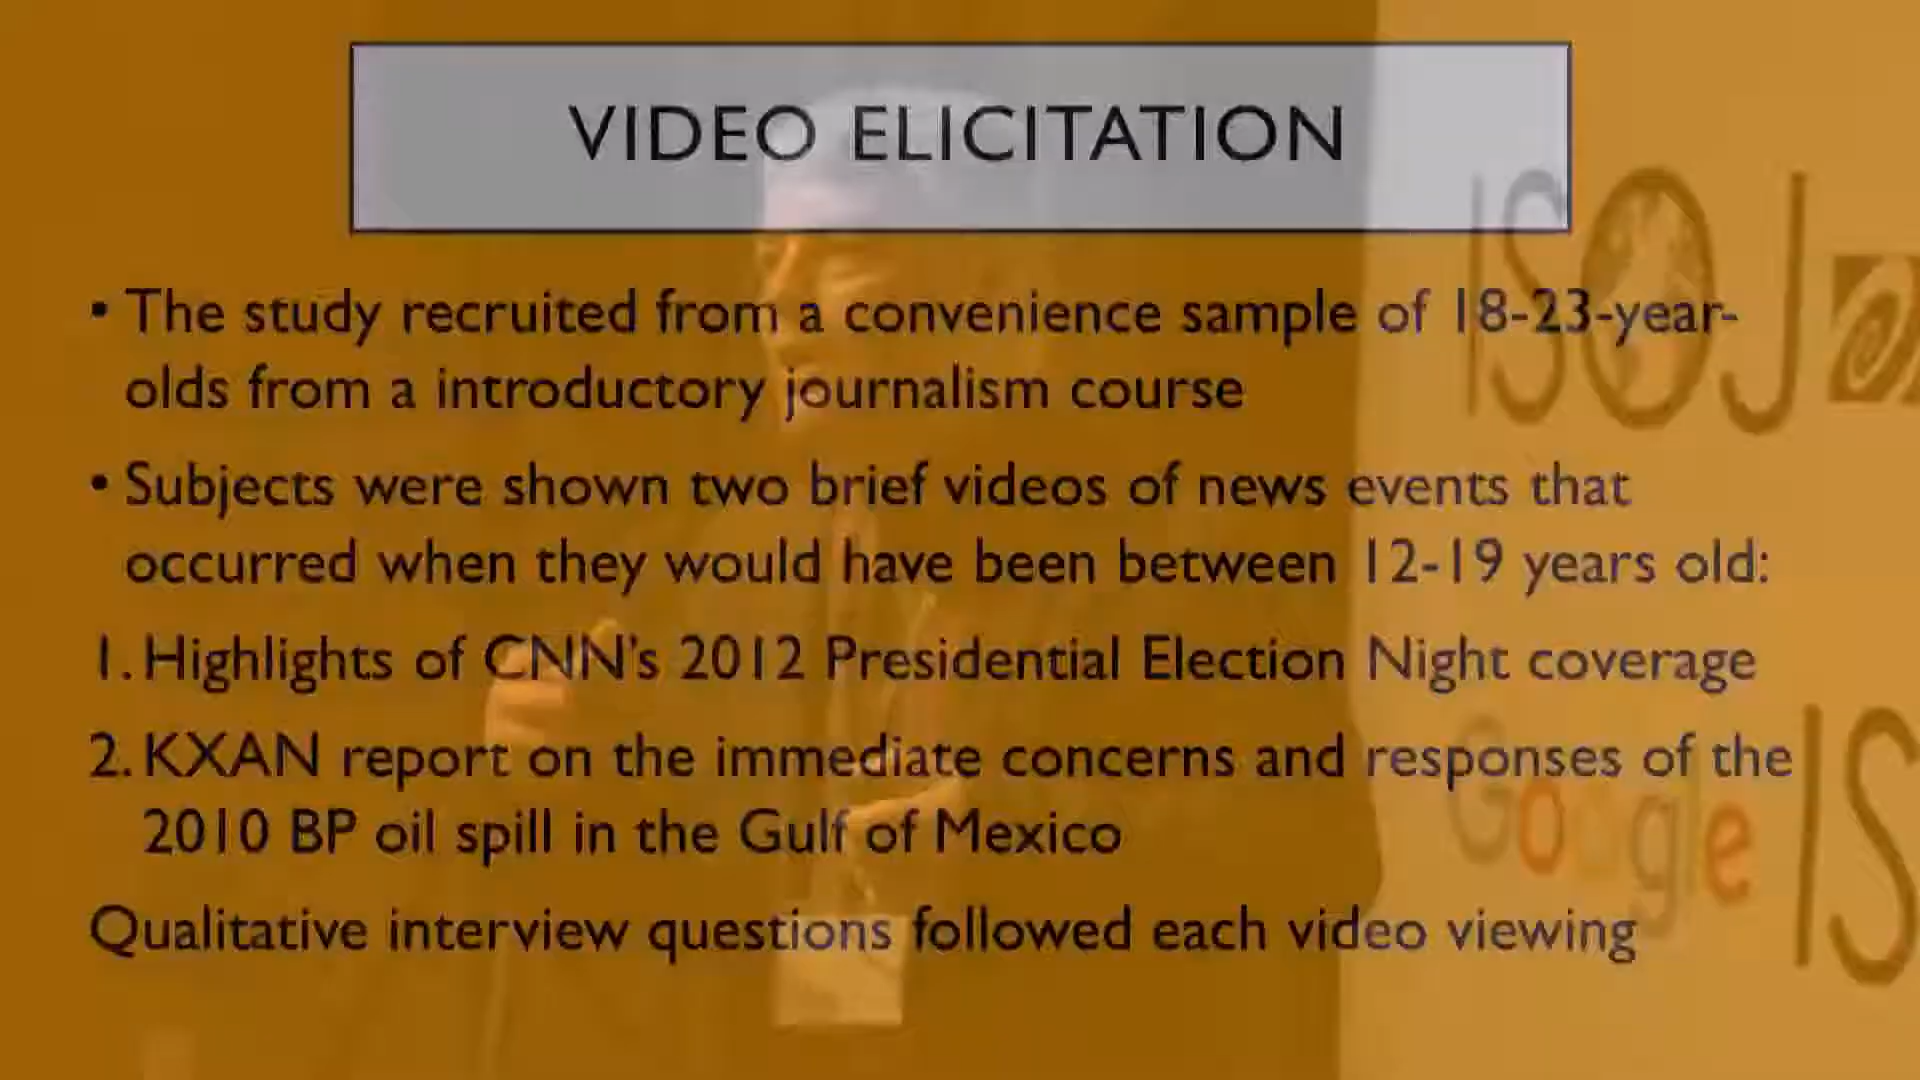 VIDEO ELICITATION
• The study recruited from a convenience sample of 18-23-year-
olds from a introductory journalism course
• Subjects were shown two brief videos of news events that
occurred when they would have been between 12-19 years old:
1. Highlights of CNN's 2012 Presidential Election Night coverage
2. KXAN report on the immediate concerns and responses of the
2010 BP oil spill in the Gulf of Mexico
Qualitative interview questions followed each video viewing
ISOJ
Google IS